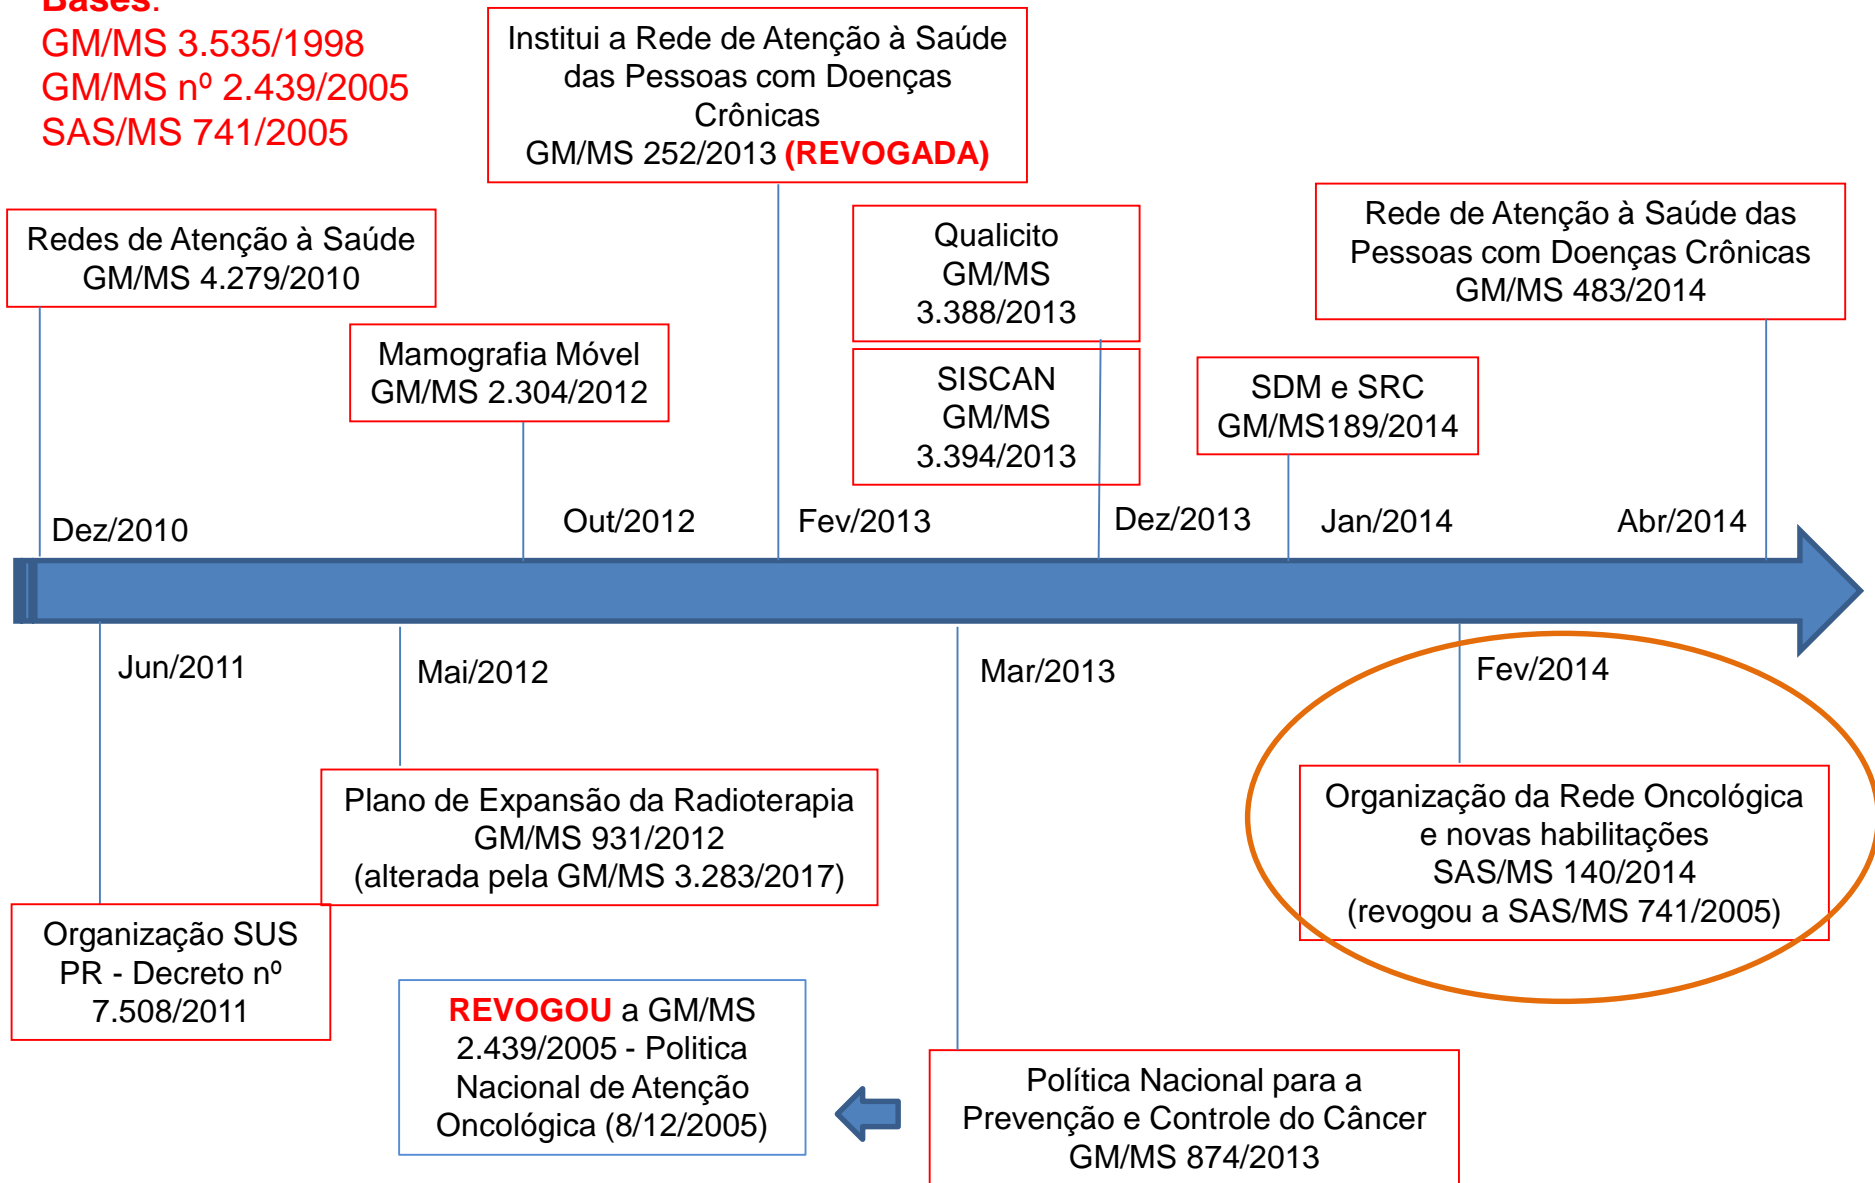 Bases:
GM/MS 3.535/1998
GM/MS nº 2.439/2005
SAS/MS 741/2005
Institui a Rede de Atenção à Saúde
das Pessoas com Doenças
Crônicas
GM/MS 252/2013 (REVOGADA)
Redes de Atenção à Saúde
GM/MS 4.279/2010
Mamografia Móvel
GM/MS 2.304/2012
Qualicito
GM/MS
3.388/2013
SISCAN
GM/MS
3.394/2013
SDM e SRC
GM/MS189/2014
Rede de Atenção à Saúde das
Pessoas com Doenças Crônicas
GM/MS 483/2014
Dez/2010
Out/2012
Fev/2013
Dez/2013
Jan/2014
Abr/2014
Jun/2011
Mai/2012
Mar/2013
Fev/2014
Organização SUS
PR - Decreto nº
7.508/2011
Plano de Expansão da Radioterapia
GM/MS 931/2012
(alterada pela GM/MS 3.283/2017)
REVOGOU a GM/MS
2.439/2005 - Politica
Nacional de Atenção
Oncológica (8/12/2005)
Política Nacional para a
Prevenção e Controle do Câncer
GM/MS 874/2013
Organização da Rede Oncológica
e novas habilitações
SAS/MS 140/2014
(revogou a SAS/MS 741/2005)